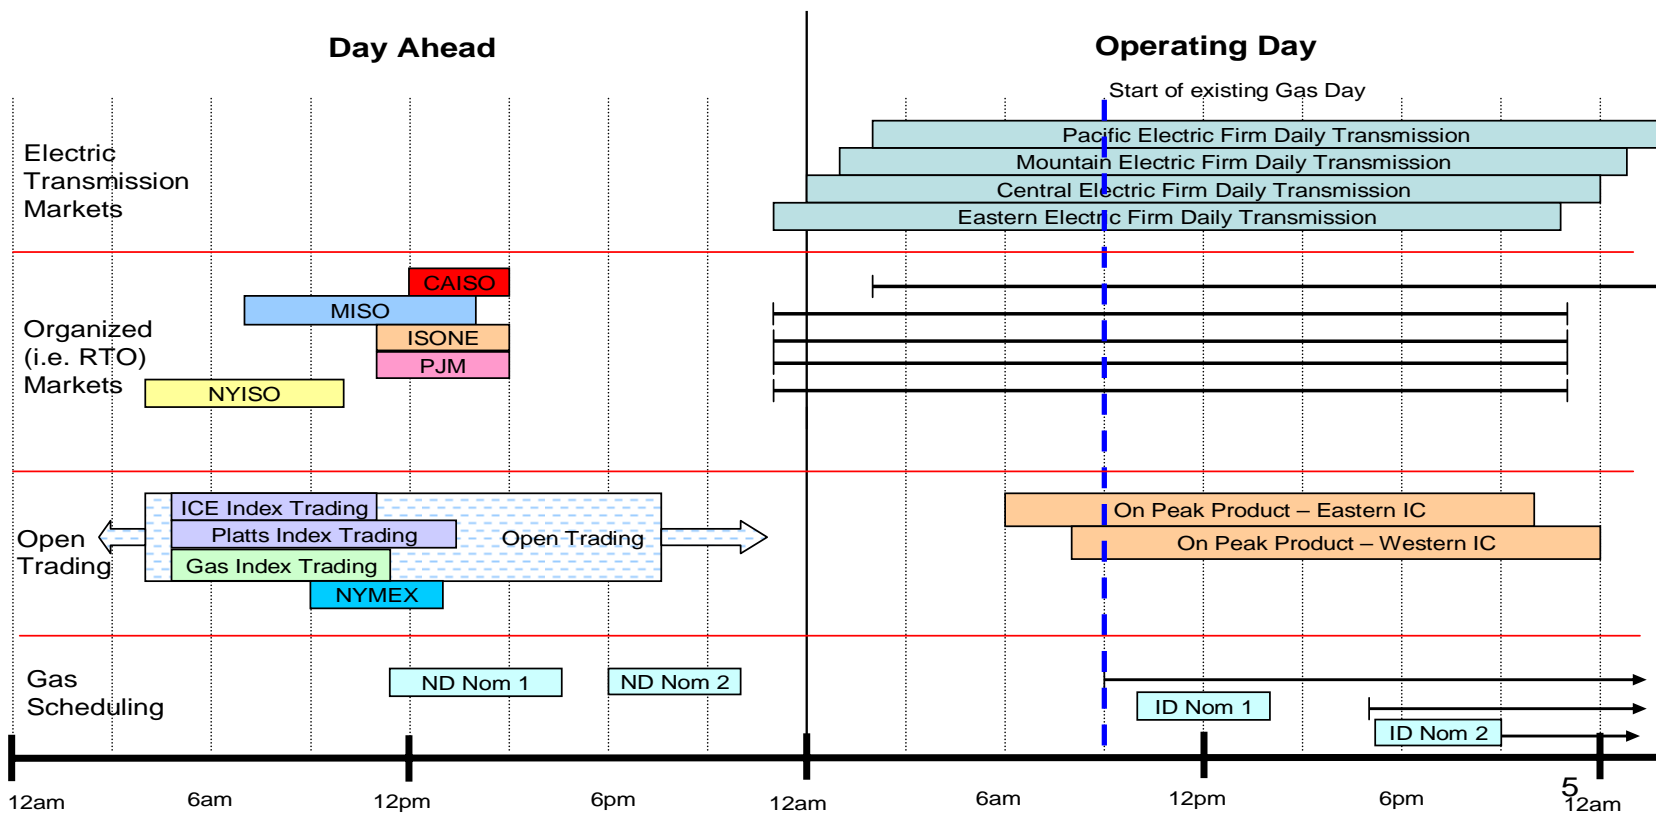 Day Ahead
Operating Day
Start of existing Gas Day
Electric
Transmission
Markets
Pacific Electric Firm Daily Transmission
Mountain Electric Firm Daily Transmission
Central Electric Firm Daily Transmission
Eastern Electric Firm Daily Transmission
Organized
(i.e. RTO)
Markets
CAISO
MISO
ISONE
PJM
NYISO
Open
Trading
ICE Index Trading
Platts Index Trading
Open Trading
Gas Index Trading
NYMEX
On Peak Product – Eastern IC
On Peak Product – Western IC
Gas
Scheduling
ND Nom 1
ND Nom 2
ID Nom 1
ID Nom 2
12am
6am
12pm
6pm
12am
6am
12pm
6pm
5
12am